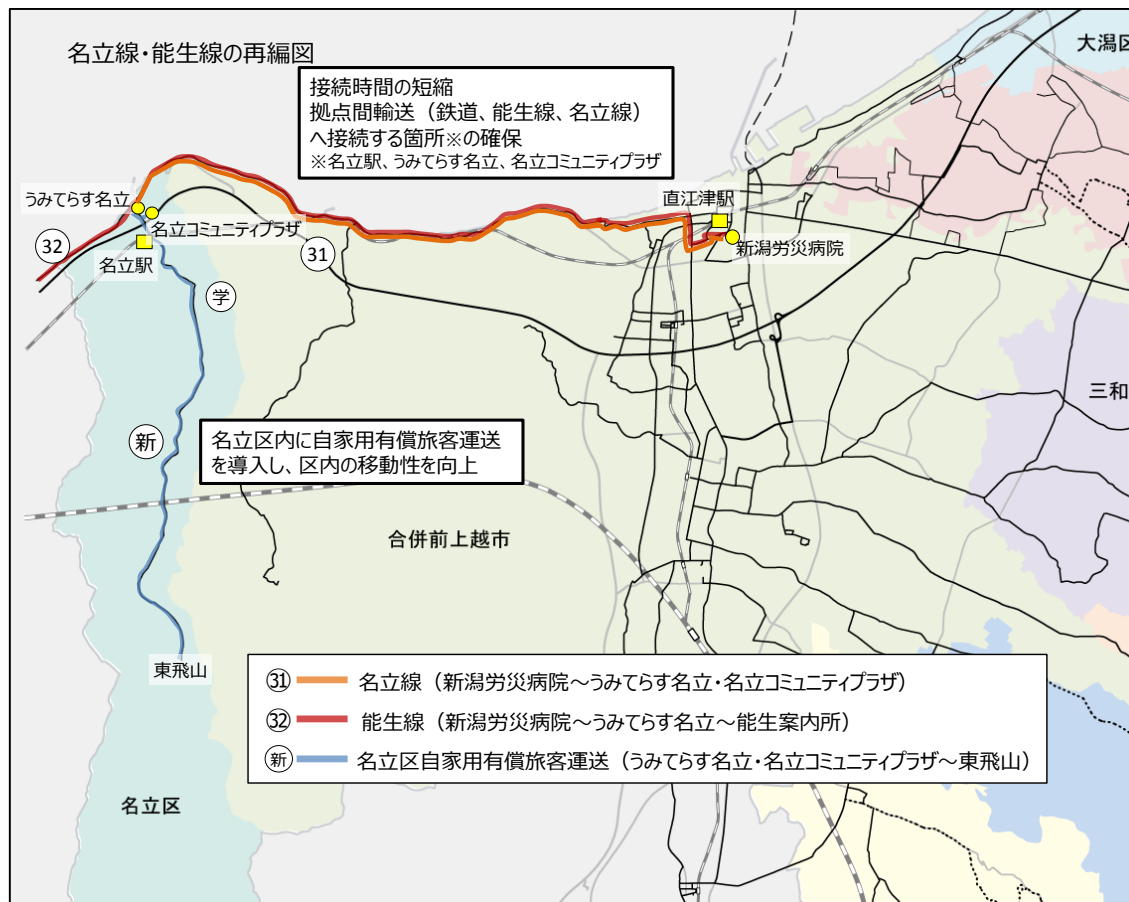 名立線・能生線の再編図
大潟区
接続時間の短縮
拠点間輸送（鉄道、能生線、名立線）
へ接続する箇所※の確保
※名立駅、うみてらす名立、名立コミュニティプラザ
うみてらす名立
名立コミュニティプラザ
直江津駅
新潟労災病院
32
31
名立駅
学
三和
新
名立区内に自家用有償旅客運送
を導入し、区内の移動性を向上
合併前上越市
東飛山
㉛ 名立線（新潟労災病院～うみてらす名立・名立コミュニティプラザ）
㉜ 能生線（新潟労災病院～うみてらす名立～能生案内所）
新 名立区自家用有償旅客運送（うみてらす名立・名立コミュニティプラザ～東飛山）
名立区